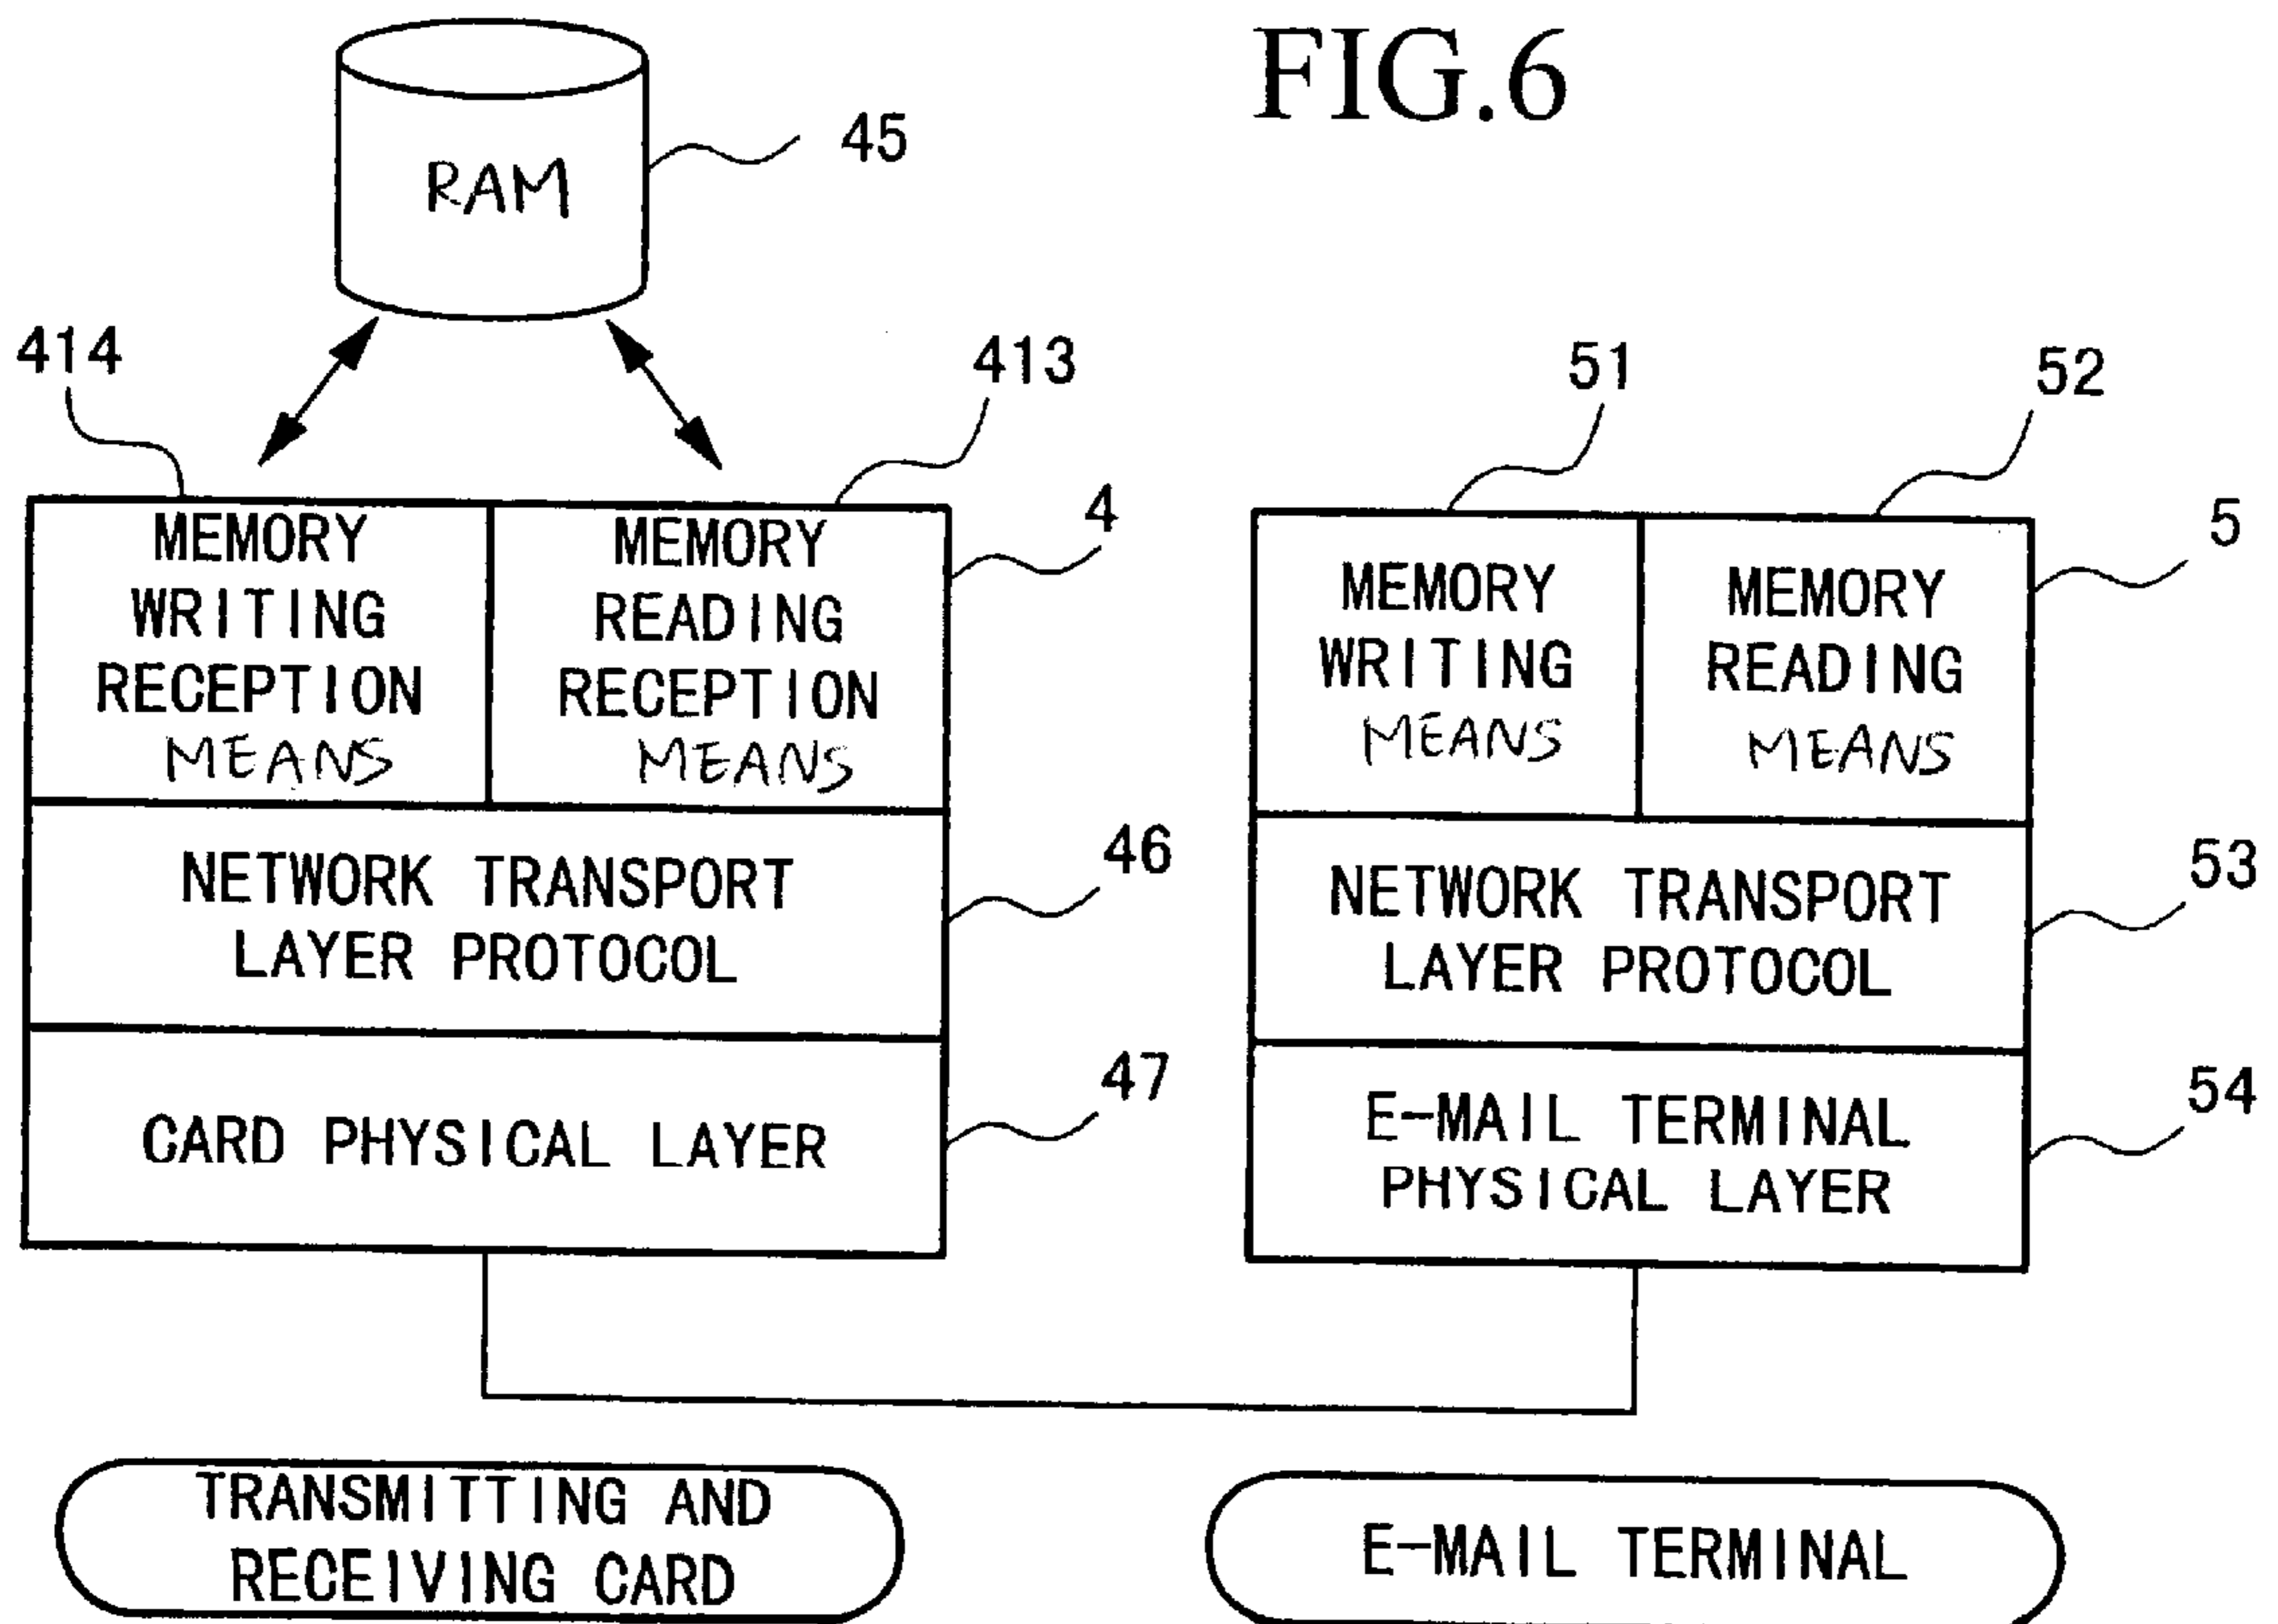 FIG.6
45
RAM
414
413
51
52
4
5
MEMORY
WRITING
RECEPTION
MEANS
MEMORY
READING
RECEPTION
MEANS
MEMORY
WRITING
MEANS
MEMORY
READING
MEANS
46
53
NETWORK TRANSPORT
LAYER PROTOCOL
NETWORK TRANSPORT
LAYER PROTOCOL
47
54
CARD PHYSICAL LAYER
E-MAIL TERMINAL
PHYSICAL LAYER
TRANSMITTING AND
RECEIVING CARD
E-MAIL TERMINAL